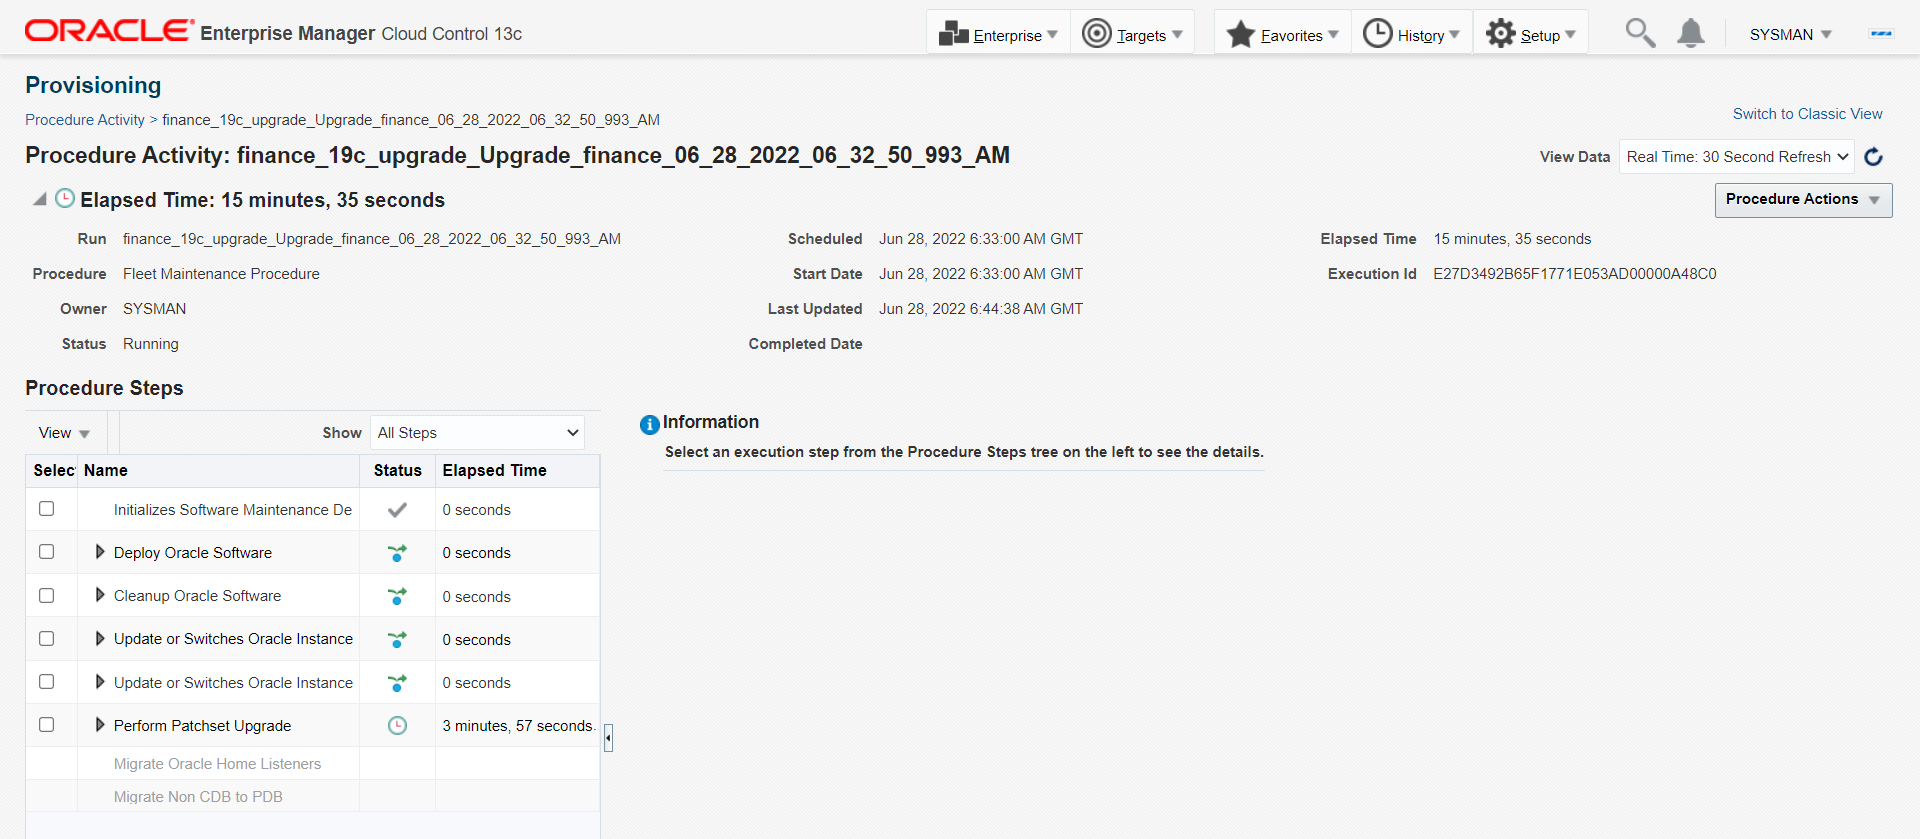 ORACLE Enterprise Manager Cloud Control 13c
Enterprise
Targets
Favorites
History
Setup
SYSMAN
Provisioning
Procedure Activity > finance_19c_upgrade_Upgrade_finance_06_28_2022_06_32_50_993_AM
Switch to Classic View
Procedure Activity: finance_19c_upgrade_Upgrade_finance_06_28_2022_06_32_50_993_AM
View Data Real Time: 30 Second Refresh
Elapsed Time: 15 minutes, 35 seconds
Procedure Actions
Run finance_19c_upgrade_Upgrade_finance_06_28_2022_06_32_50_993_AM
Procedure Fleet Maintenance Procedure
Owner SYSMAN
Status Running
Scheduled Jun 28, 2022 6:33:00 AM GMT
Start Date Jun 28, 2022 6:33:00 AM GMT
Last Updated Jun 28, 2022 6:44:38 AM GMT
Completed Date
Elapsed Time 15 minutes, 35 seconds
Execution Id E27D3492B65F1771E053AD00000A48C0
Procedure Steps
View
Show All Steps
Selec Name Status Elapsed Time
Initializes Software Maintenance De 0 seconds
Deploy Oracle Software 0 seconds
Cleanup Oracle Software 0 seconds
Update or Switches Oracle Instance 0 seconds
Update or Switches Oracle Instance 0 seconds
Perform Patchset Upgrade 3 minutes, 57 seconds.
Migrate Oracle Home Listeners
Migrate Non CDB to PDB
Information
Select an execution step from the Procedure Steps tree on the left to see the details.